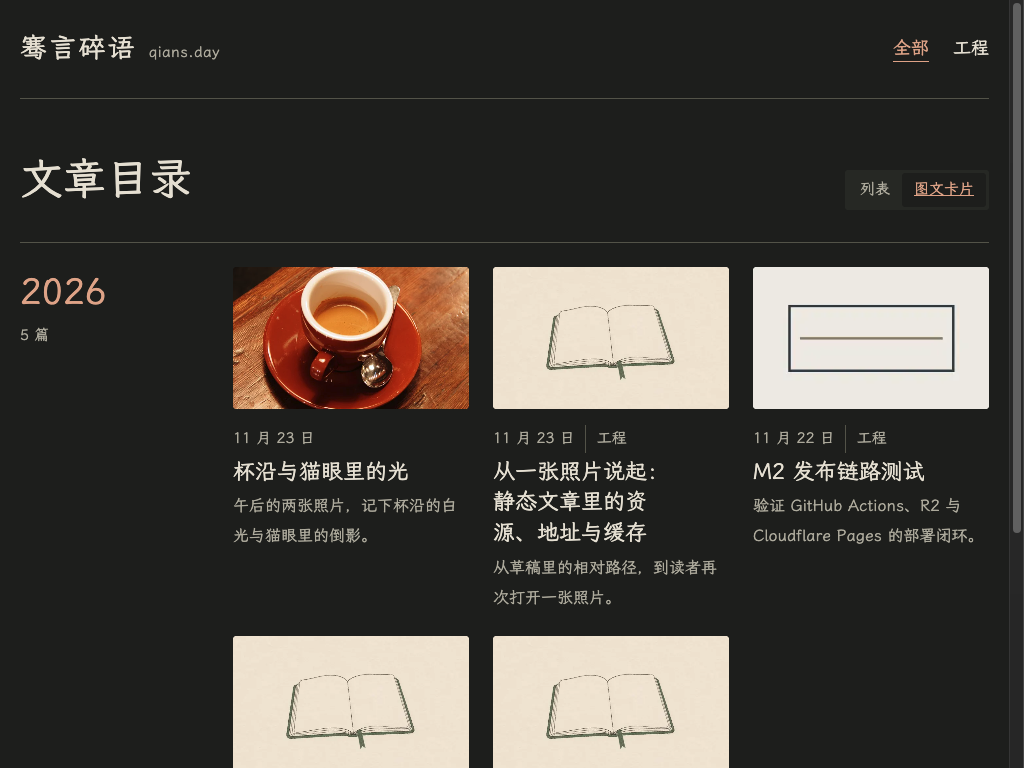 骞言碎语 qians.day
全部 工程
文章目录
列表 图文卡片
2026
5 篇
11 月 23 日
杯沿与猫眼里的光
午后的两张照片，记下杯沿的白
光与猫眼里的倒影。
11 月 23 日 工程
从一张照片说起：
静态文章里的资
源、地址与缓存
从草稿里的相对路径，到读者再
次打开一张照片。
11 月 22 日 工程
M2 发布链路测试
验证 GitHub Actions、R2 与
Cloudflare Pages 的部署闭环。